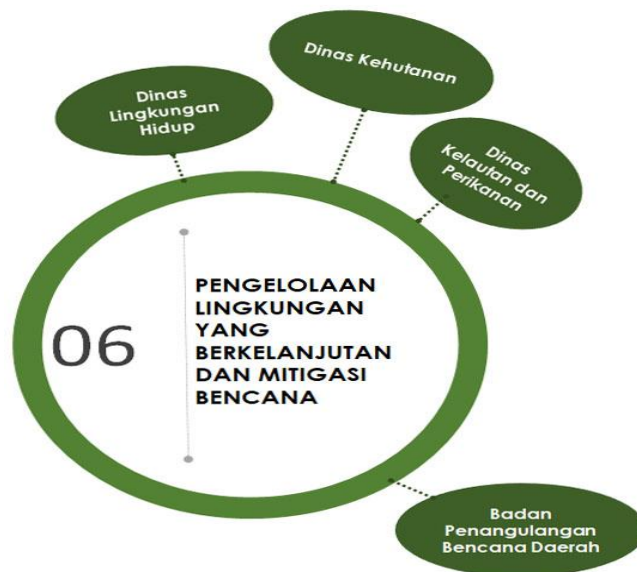 Dinas Kehutanan
Dinas
Lingkungan
Hidup
Dinas
Kelautan dan
Perikanan
06
PENGELOLAAN
LINGKUNGAN
YANG
BERKELANJUTAN
DAN MITIGASI
BENCANA
Badan
Penangulangan
Bencana Daerah